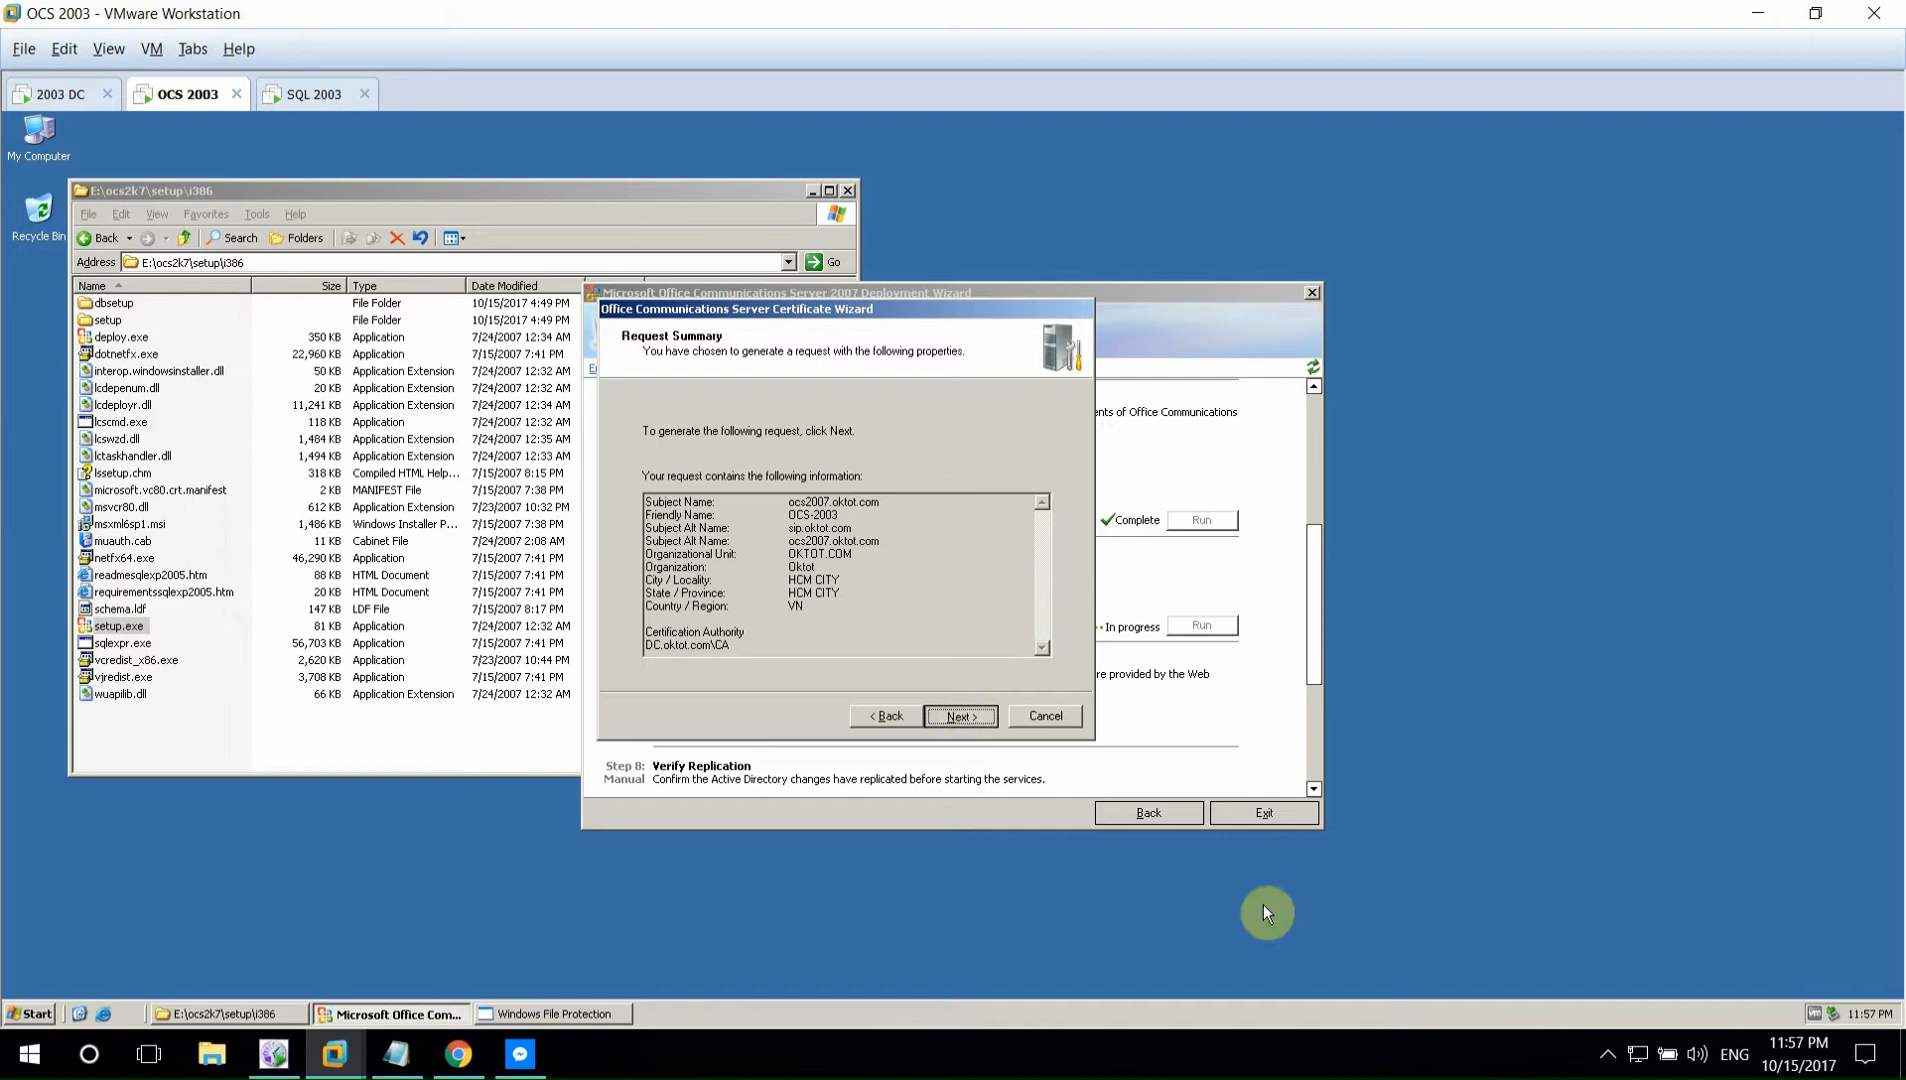 OCS 2003 - VMware Workstation
File Edit View VM Tabs Help
2003 DC OCS 2003 SQL 2003
My Computer
Recycle Bin
E:\ocs2k7\setup\i386
File Edit View Favorites Tools Help
Back Search Folders
Address E:\ocs2k7\setup\i386 Go
Name Size Type Date Modified
dbsetup File Folder 10/15/2017 4:49 PM
setup File Folder 10/15/2017 4:49 PM
deploy.exe 350 KB Application 7/24/2007 12:34 AM
dotnetfx.exe 22,960 KB Application 7/15/2007 7:41 PM
interop.windowsinstaller.dll 50 KB Application Extension 7/24/2007 12:32 AM
lcdepenum.dll 20 KB Application Extension 7/24/2007 12:32 AM
lcdeployr.dll 11,241 KB Application Extension 7/24/2007 12:34 AM
lcscmd.exe 118 KB Application 7/24/2007 12:32 AM
lcswzd.dll 1,484 KB Application Extension 7/24/2007 12:35 AM
lctaskhandler.dll 1,494 KB Application Extension 7/24/2007 12:33 AM
lssetup.chm 318 KB Compiled HTML Help... 7/15/2007 8:15 PM
microsoft.vc80.crt.manifest 2 KB MANIFEST File 7/15/2007 7:38 PM
msvcr80.dll 612 KB Application Extension 7/23/2007 10:32 PM
msxml6sp1.msi 1,486 KB Windows Installer P... 7/15/2007 7:38 PM
muauth.cab 11 KB Cabinet File 7/24/2007 2:08 AM
netfx64.exe 46,290 KB Application 7/15/2007 7:41 PM
readmesqlexp2005.htm 88 KB HTML Document 7/15/2007 7:41 PM
requirementssqlexp2005.htm 20 KB HTML Document 7/15/2007 7:41 PM
schema.ldf 147 KB LDF File 7/15/2007 8:17 PM
setup.exe 81 KB Application 7/24/2007 12:32 AM
sqlexpr.exe 56,703 KB Application 7/15/2007 7:41 PM
vcredist_x86.exe 2,620 KB Application 7/23/2007 10:44 PM
vjredist.exe 3,708 KB Application 7/15/2007 7:41 PM
wuapilib.dll 66 KB Application Extension 7/24/2007 12:32 AM
Microsoft Office Communications Server 2007 Deployment Wizard
Office Communications Server Certificate Wizard
Request Summary
You have chosen to generate a request with the following properties.
To generate the following request, click Next.
Your request contains the following information:
Subject Name: ocs2007.oktot.com
Friendly Name: OCS-2003
Subject Alt Name: sip.oktot.com
Subject Alt Name: ocs2007.oktot.com
Organizational Unit: OKTOT.COM
Organization: Oktot
City / Locality: HCM CITY
State / Province: HCM CITY
Country / Region: VN
Certification Authority
DC.oktot.com\CA
< Back Next > Cancel
of Office Communications
Complete Run
In progress Run
provided by the Web
Step 8: Verify Replication
Manual Confirm the Active Directory changes have replicated before starting the services.
Back Exit
Start E:\ocs2k7\setup\i386 Microsoft Office Com... Windows File Protection 11:57 PM
ENG 11:57 PM
10/15/2017